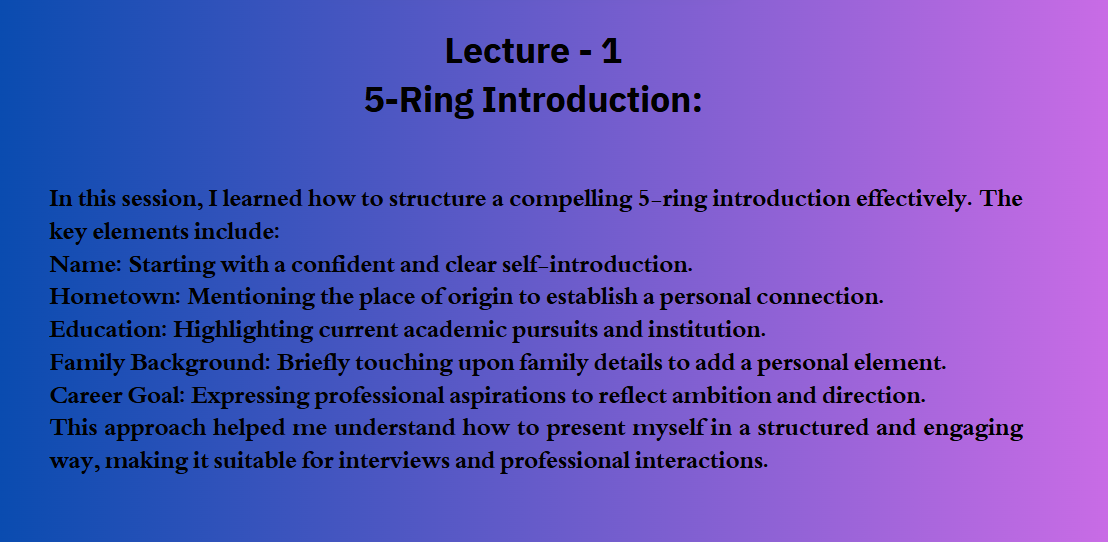 Lecture - 1
5-Ring Introduction:
In this session, I learned how to structure a compelling 5-ring introduction effectively. The
key elements include:
Name: Starting with a confident and clear self-introduction.
Hometown: Mentioning the place of origin to establish a personal connection.
Education: Highlighting current academic pursuits and institution.
Family Background: Briefly touching upon family details to add a personal element.
Career Goal: Expressing professional aspirations to reflect ambition and direction.
This approach helped me understand how to present myself in a structured and engaging
way, making it suitable for interviews and professional interactions.